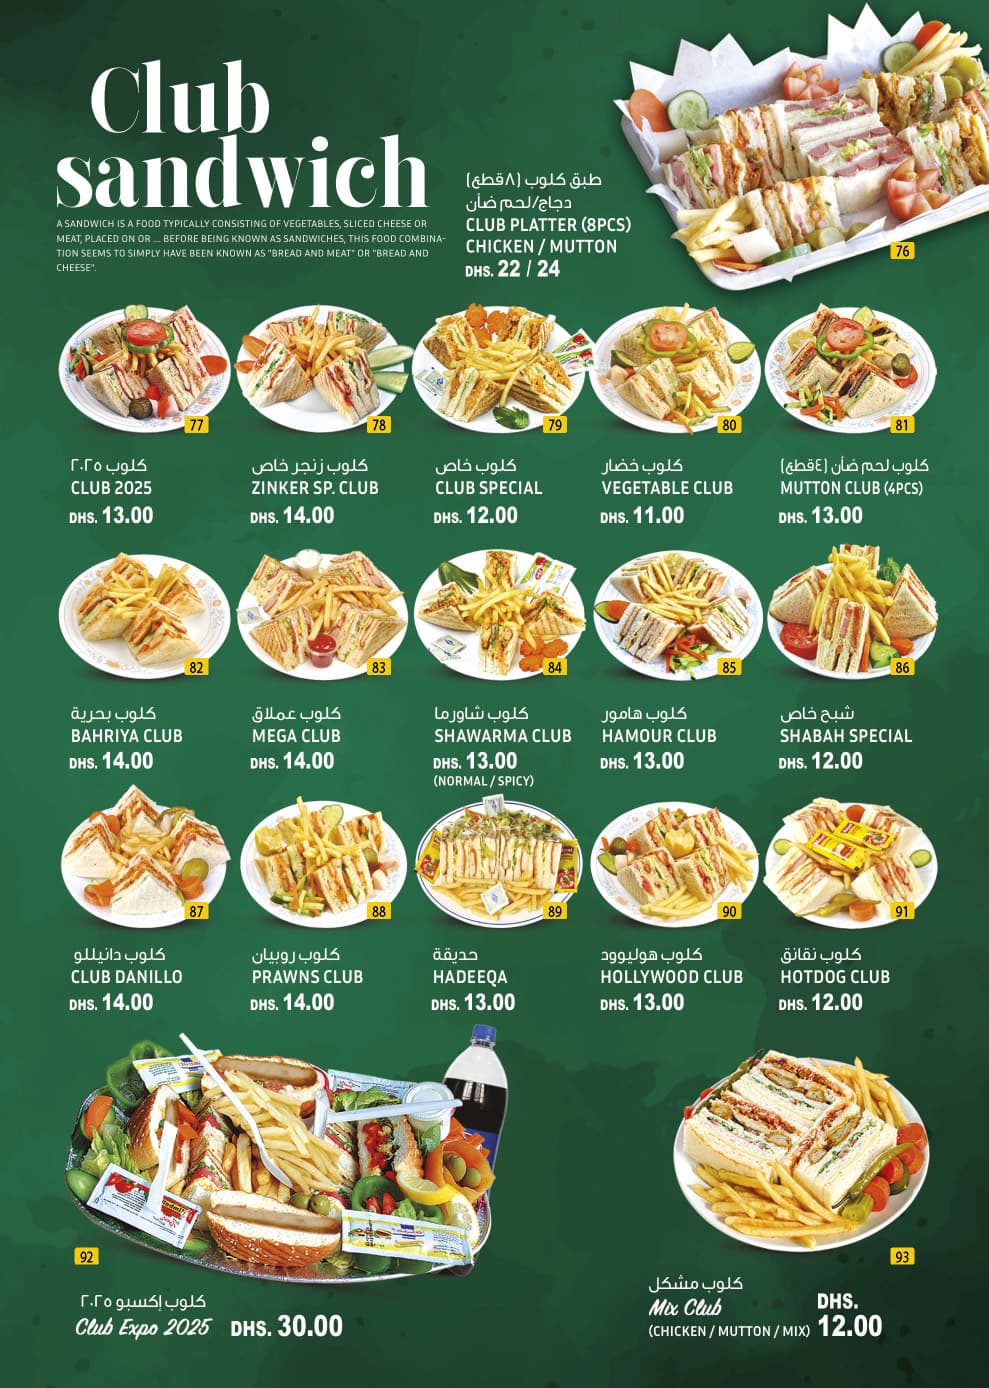 Club
sandwich
A SANDWICH IS A FOOD TYPICALLY CONSISTING OF VEGETABLES, SLICED CHEESE OR
MEAT, PLACED ON OR ... BEFORE BEING KNOWN AS SANDWICHES, THIS FOOD COMBINA-
TION SEEMS TO SIMPLY HAVE BEEN KNOWN AS "BREAD AND MEAT" OR "BREAD AND
CHEESE".
طبق كلوب (٨قطع)
دجاج/لحم ضأن
CLUB PLATTER (8PCS)
CHICKEN / MUTTON
DHS. 22 / 24
76
77
كلوب ٢٠٢٥
CLUB 2025
DHS. 13.00
78
كلوب زنجر خاص
ZINKER SP. CLUB
DHS. 14.00
79
كلوب خاص
CLUB SPECIAL
DHS. 12.00
80
كلوب خضار
VEGETABLE CLUB
DHS. 11.00
81
كلوب لحم ضأن (٤قطع)
MUTTON CLUB (4PCS)
DHS. 13.00
82
كلوب بحرية
BAHRIYA CLUB
DHS. 14.00
83
كلوب عملاق
MEGA CLUB
DHS. 14.00
84
كلوب شاورما
SHAWARMA CLUB
DHS. 13.00
(NORMAL / SPICY)
85
كلوب هامور
HAMOUR CLUB
DHS. 13.00
86
شبح خاص
SHABAH SPECIAL
DHS. 12.00
87
كلوب دانيللو
CLUB DANILLO
DHS. 14.00
88
كلوب روبيان
PRAWNS CLUB
DHS. 14.00
89
حديقة
HADEEQA
DHS. 13.00
90
كلوب هوليوود
HOLLYWOOD CLUB
DHS. 13.00
91
كلوب نقانق
HOTDOG CLUB
DHS. 12.00
92
كلوب إكسبو ٢٠٢٥
Club Expo 2025 DHS. 30.00
93
كلوب مشكل
Mix Club
(CHICKEN / MUTTON / MIX)
DHS.
12.00